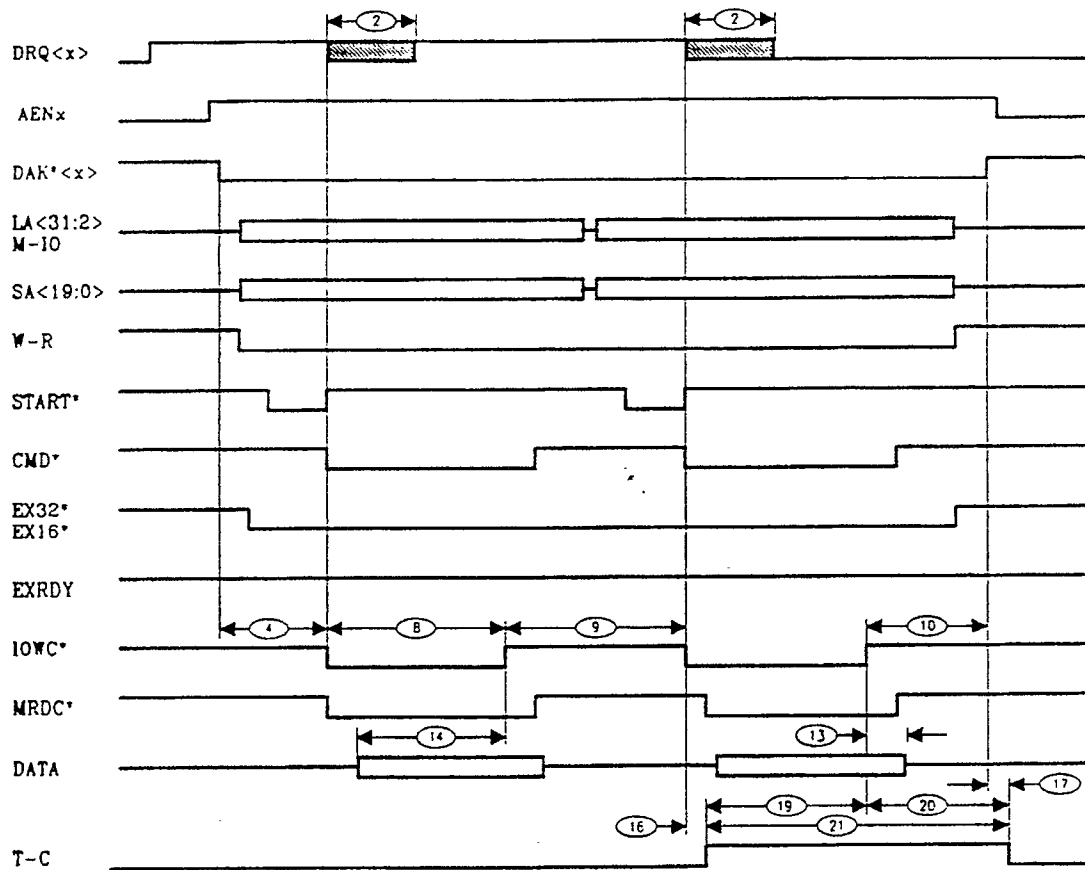 2 2
DRQ<x>
AENx
DAK*<x>
LA<31:2>
M-IO
SA<19:0>
W-R
START*
CMD*
EX32*
EX16*
EXRDY
4 8 9 10
IOWC*
MRDC*
14 13
DATA
17
19 20
16 21
T-C